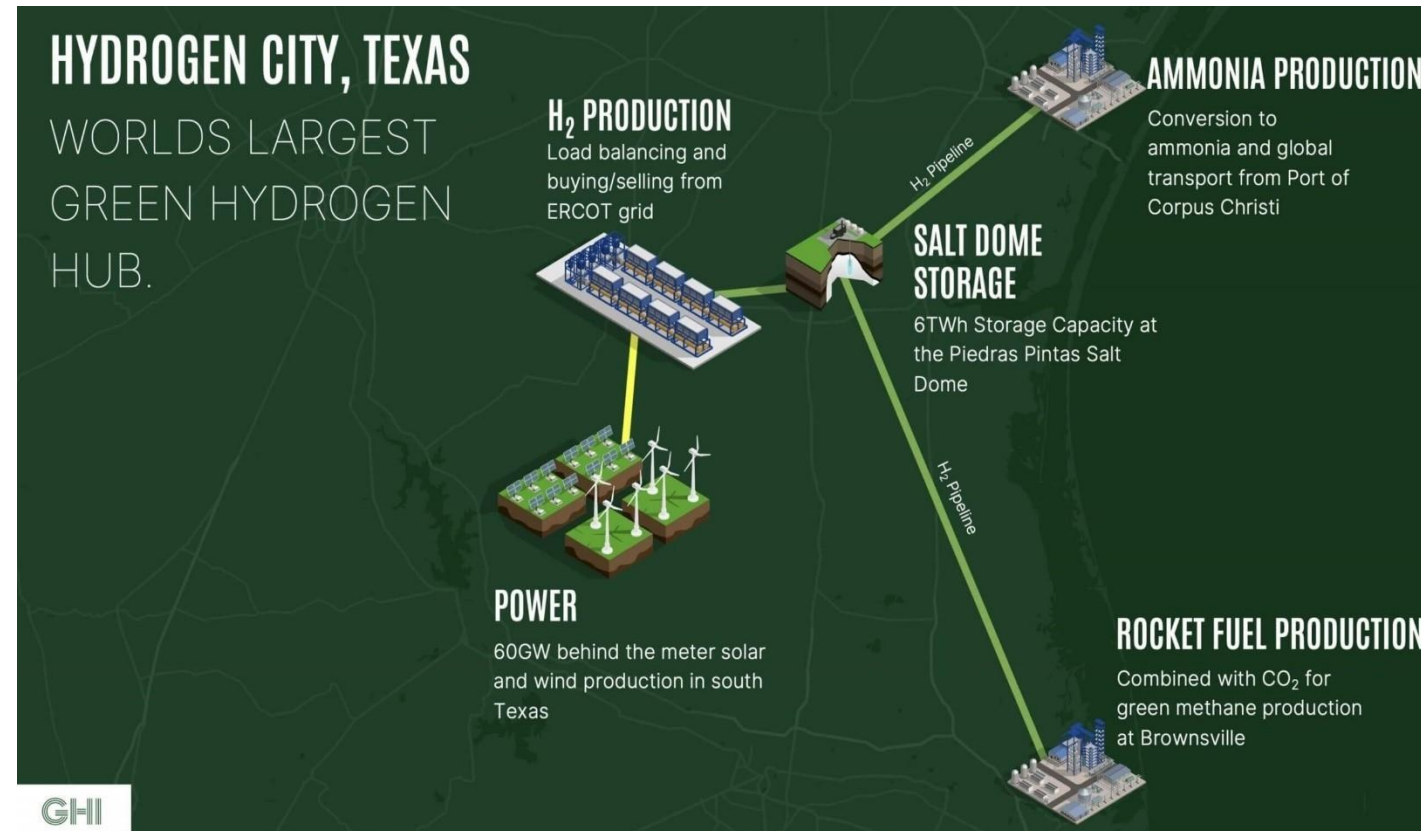 HYDROGEN CITY, TEXAS
WORLDS LARGEST
GREEN HYDROGEN
HUB.
H₂ PRODUCTION
Load balancing and
buying/selling from
ERCOT grid
AMMONIA PRODUCTION
Conversion to
ammonia and global
transport from Port of
Corpus Christi
H₂ Pipeline
SALT DOME
STORAGE
6TWh Storage Capacity at
the Piedras Pintas Salt
Dome
H₂ Pipeline
POWER
60GW behind the meter solar
and wind production in south
Texas
ROCKET FUEL PRODUCTION
Combined with CO₂ for
green methane production
at Brownsville
GHI